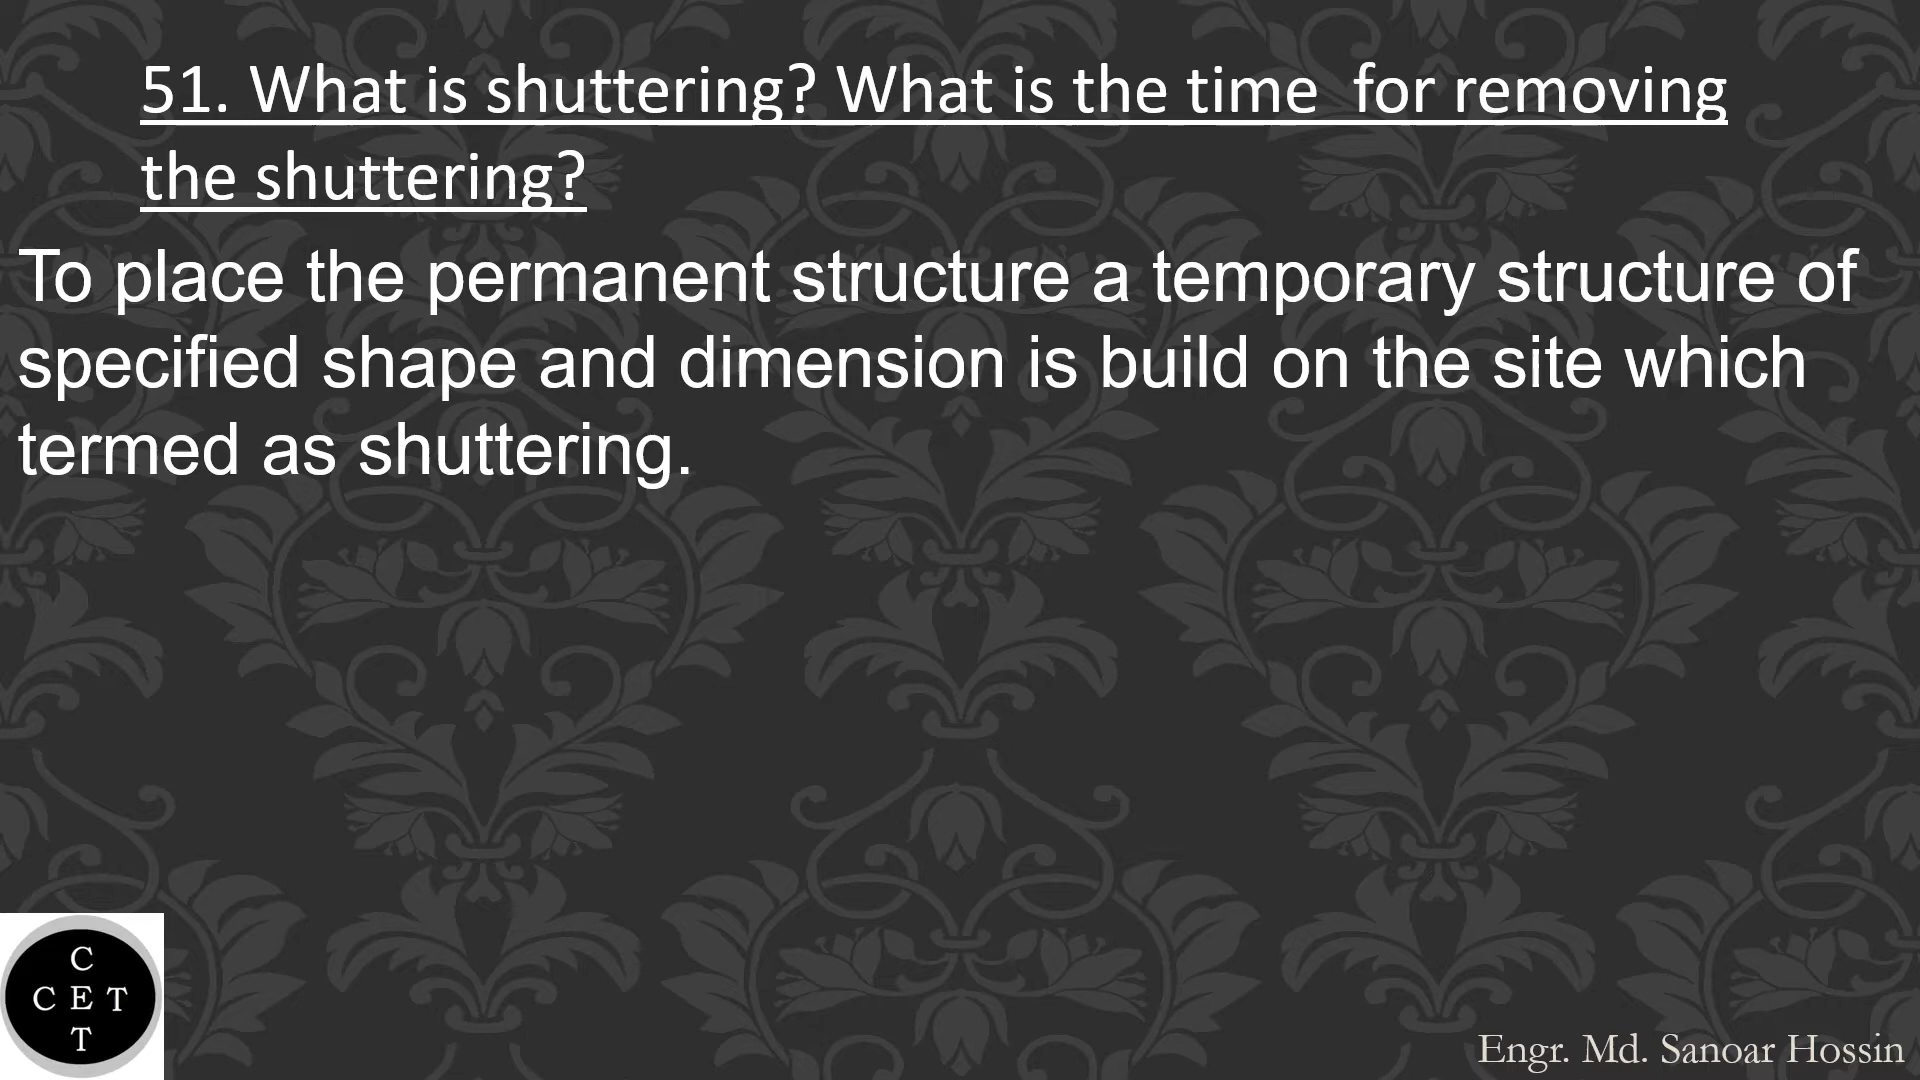 51. What is shuttering? What is the time for removing
the shuttering?
To place the permanent structure a temporary structure of
specified shape and dimension is build on the site which
termed as shuttering.
C
C E T
T
Engr. Md. Sanoar Hossin